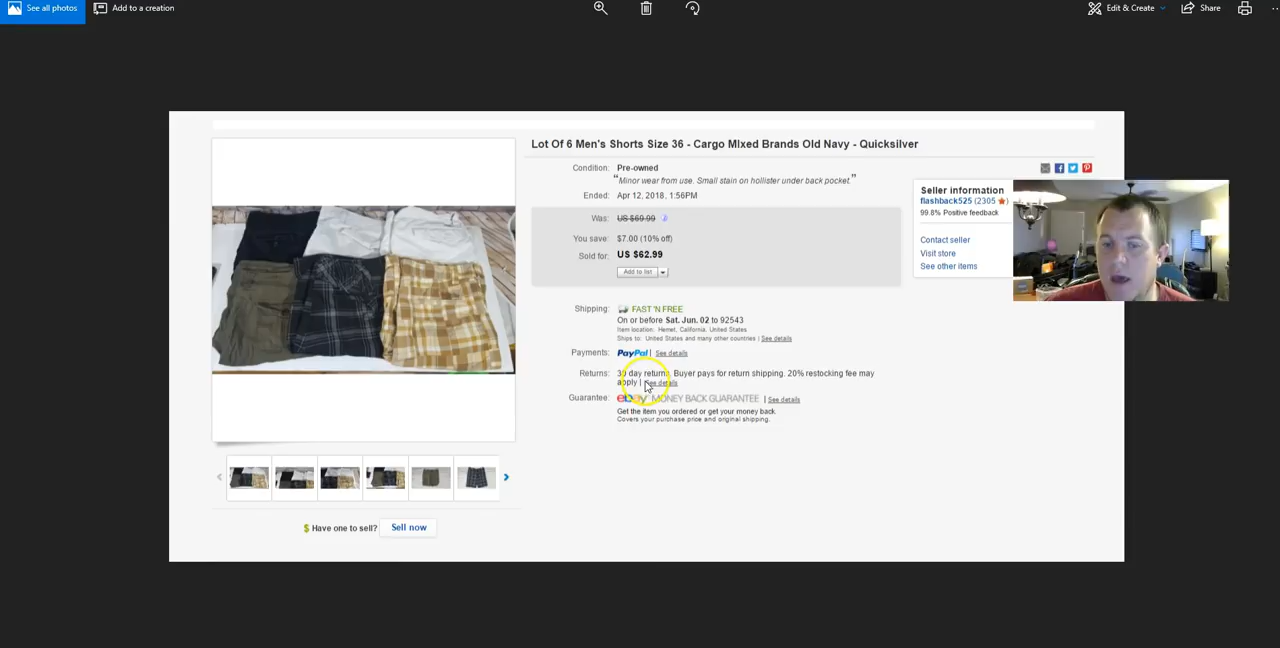 See all photos
Add to a creation
Edit & Create
Share
Lot Of 6 Men's Shorts Size 36 - Cargo MIxed Brands Old Navy - Quicksilver
Condition: Pre-owned
“Minor wear from use. Small stain on hollister under back pocket.”
Ended: Apr 12, 2018, 1:56PM
Was: US $69.99
You save: $7.00 (10% off)
Sold for: US $62.99
Add to list
Seller information
flashback525 (2305
99.8% Positive feedback
Contact seller
Visit store
See other items
Shipping: FAST 'N FREE
On or before Sat. Jun. 02 to 92543
Item location: Hemet, California, United States
Ships to: United States and many other countries | See details
Payments: PayPal | See details
Returns: 30 day returns. Buyer pays for return shipping. 20% restocking fee may
apply | See details
Guarantee: ebay MONEY BACK GUARANTEE | See details
Get the item you ordered or get your money back.
Covers your purchase price and original shipping.
$ Have one to sell? Sell now